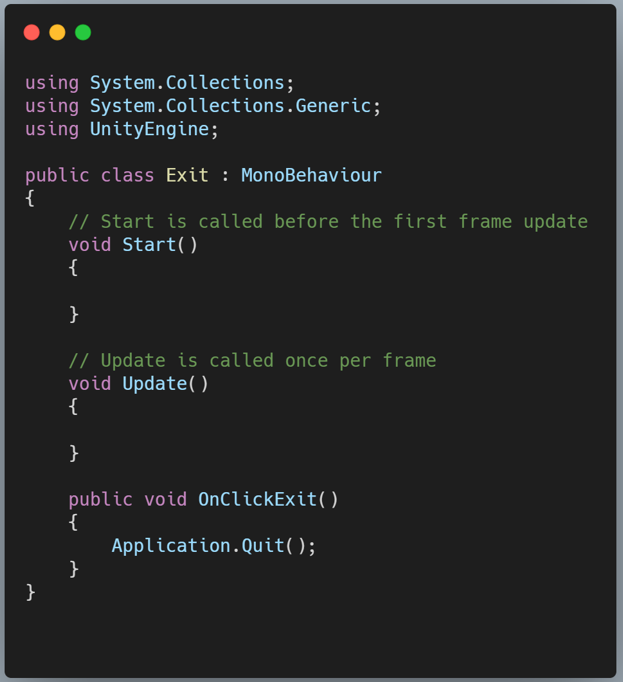 using System.Collections;
using System.Collections.Generic;
using UnityEngine;

public class Exit : MonoBehaviour
{
    // Start is called before the first frame update
    void Start()
    {

    }

    // Update is called once per frame
    void Update()
    {

    }

    public void OnClickExit()
    {
        Application.Quit();
    }
}